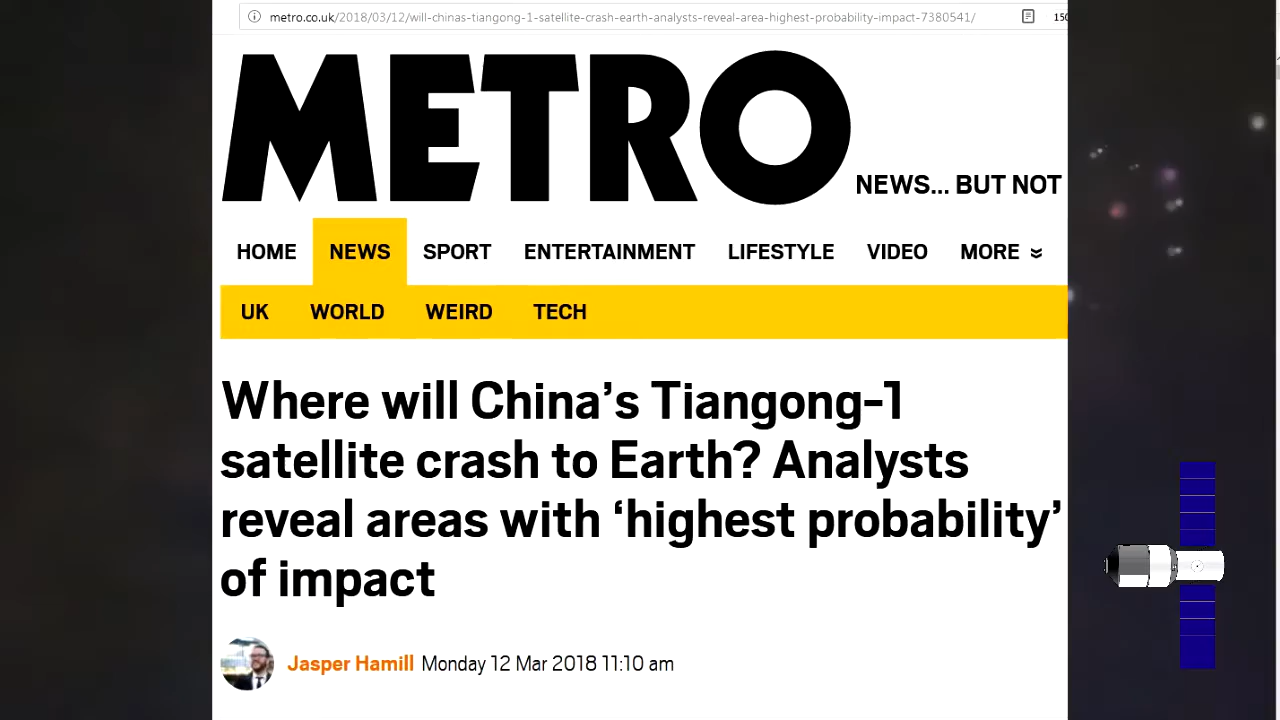 metro.co.uk/2018/03/12/will-chinas-tiangong-1-satellite-crash-earth-analysts-reveal-area-highest-probability-impact-7380541/
150
METRO
NEWS... BUT NOT
HOME NEWS SPORT ENTERTAINMENT LIFESTYLE VIDEO MORE
UK WORLD WEIRD TECH
Where will China’s Tiangong-1
satellite crash to Earth? Analysts
reveal areas with ‘highest probability’
of impact
Jasper Hamill Monday 12 Mar 2018 11:10 am